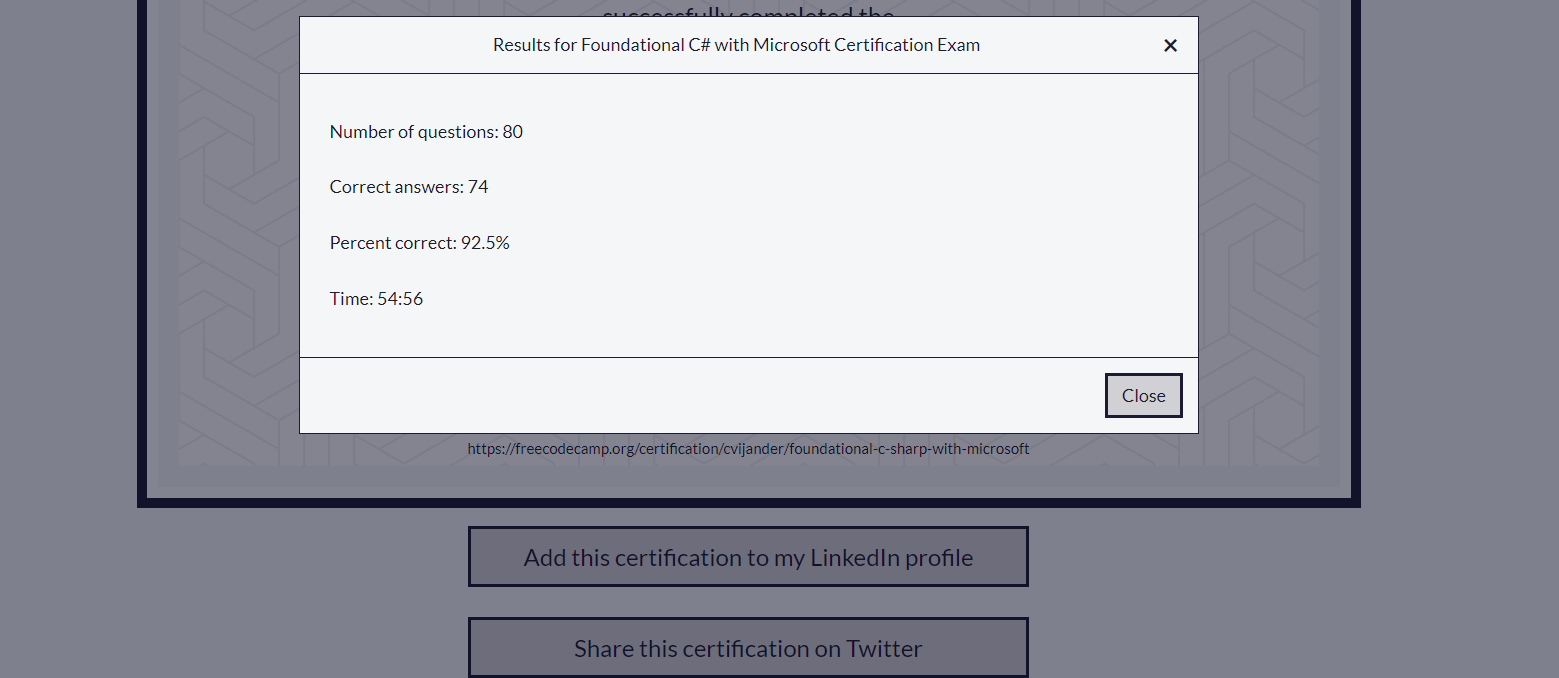 successfully completed the
Results for Foundational C# with Microsoft Certification Exam ×
Number of questions: 80
Correct answers: 74
Percent correct: 92.5%
Time: 54:56
Close
https://freecodecamp.org/certification/cvijander/foundational-c-sharp-with-microsoft
Add this certification to my LinkedIn profile
Share this certification on Twitter